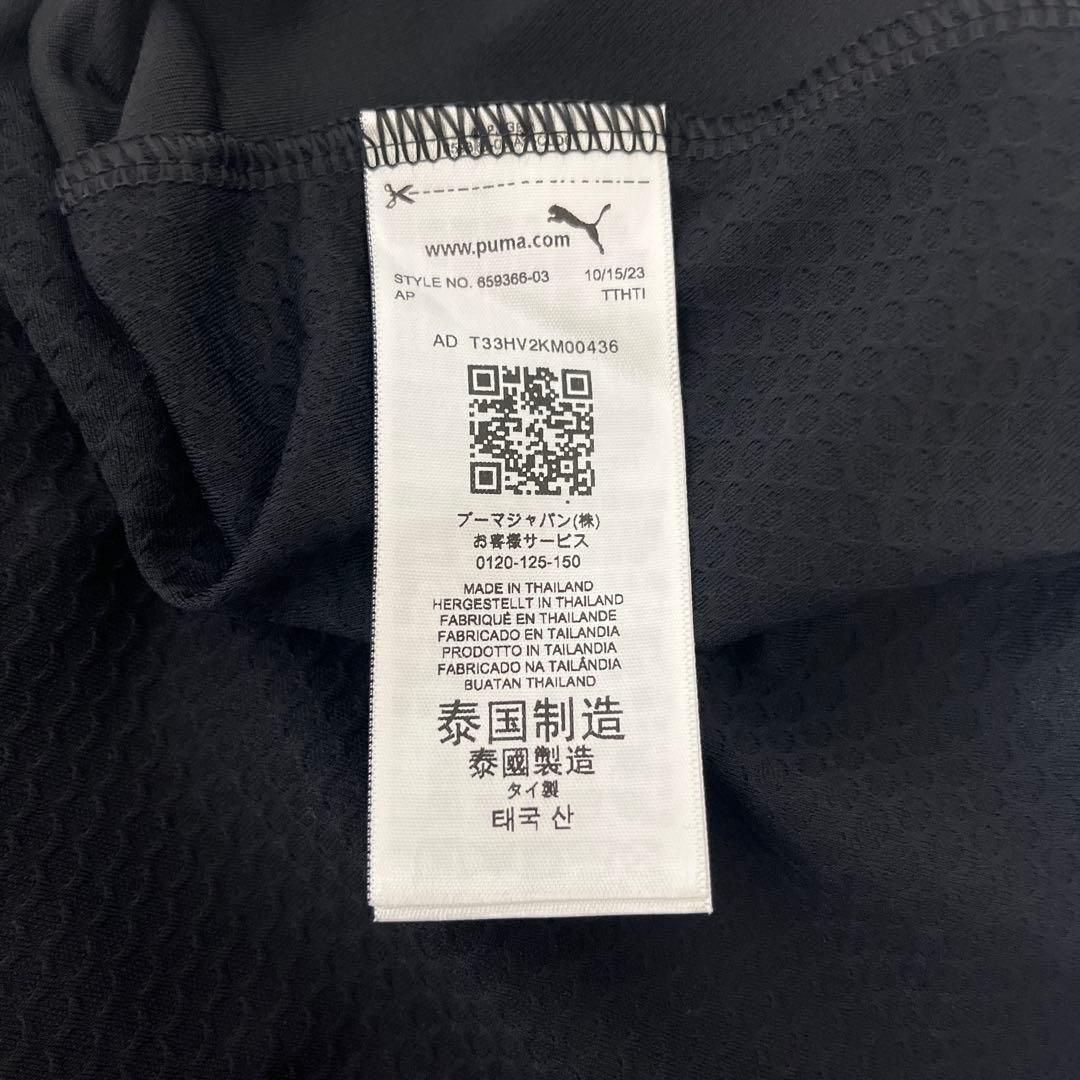 www.puma.com
STYLE NO. 659366-03 10/15/23
AP TTHTI
AD T33HV2KM00436
プーマジャパン(株)
お客様サービス
0120-125-150
MADE IN THAILAND
HERGESTELLT IN THAILAND
FABRIQUÉ EN THAILANDE
FABRICADO EN TAILANDIA
PRODOTTO IN TAILANDIA
FABRICADO NA TAILÂNDIA
BUATAN THAILAND
泰国制造
泰國製造
タイ製
태국 산